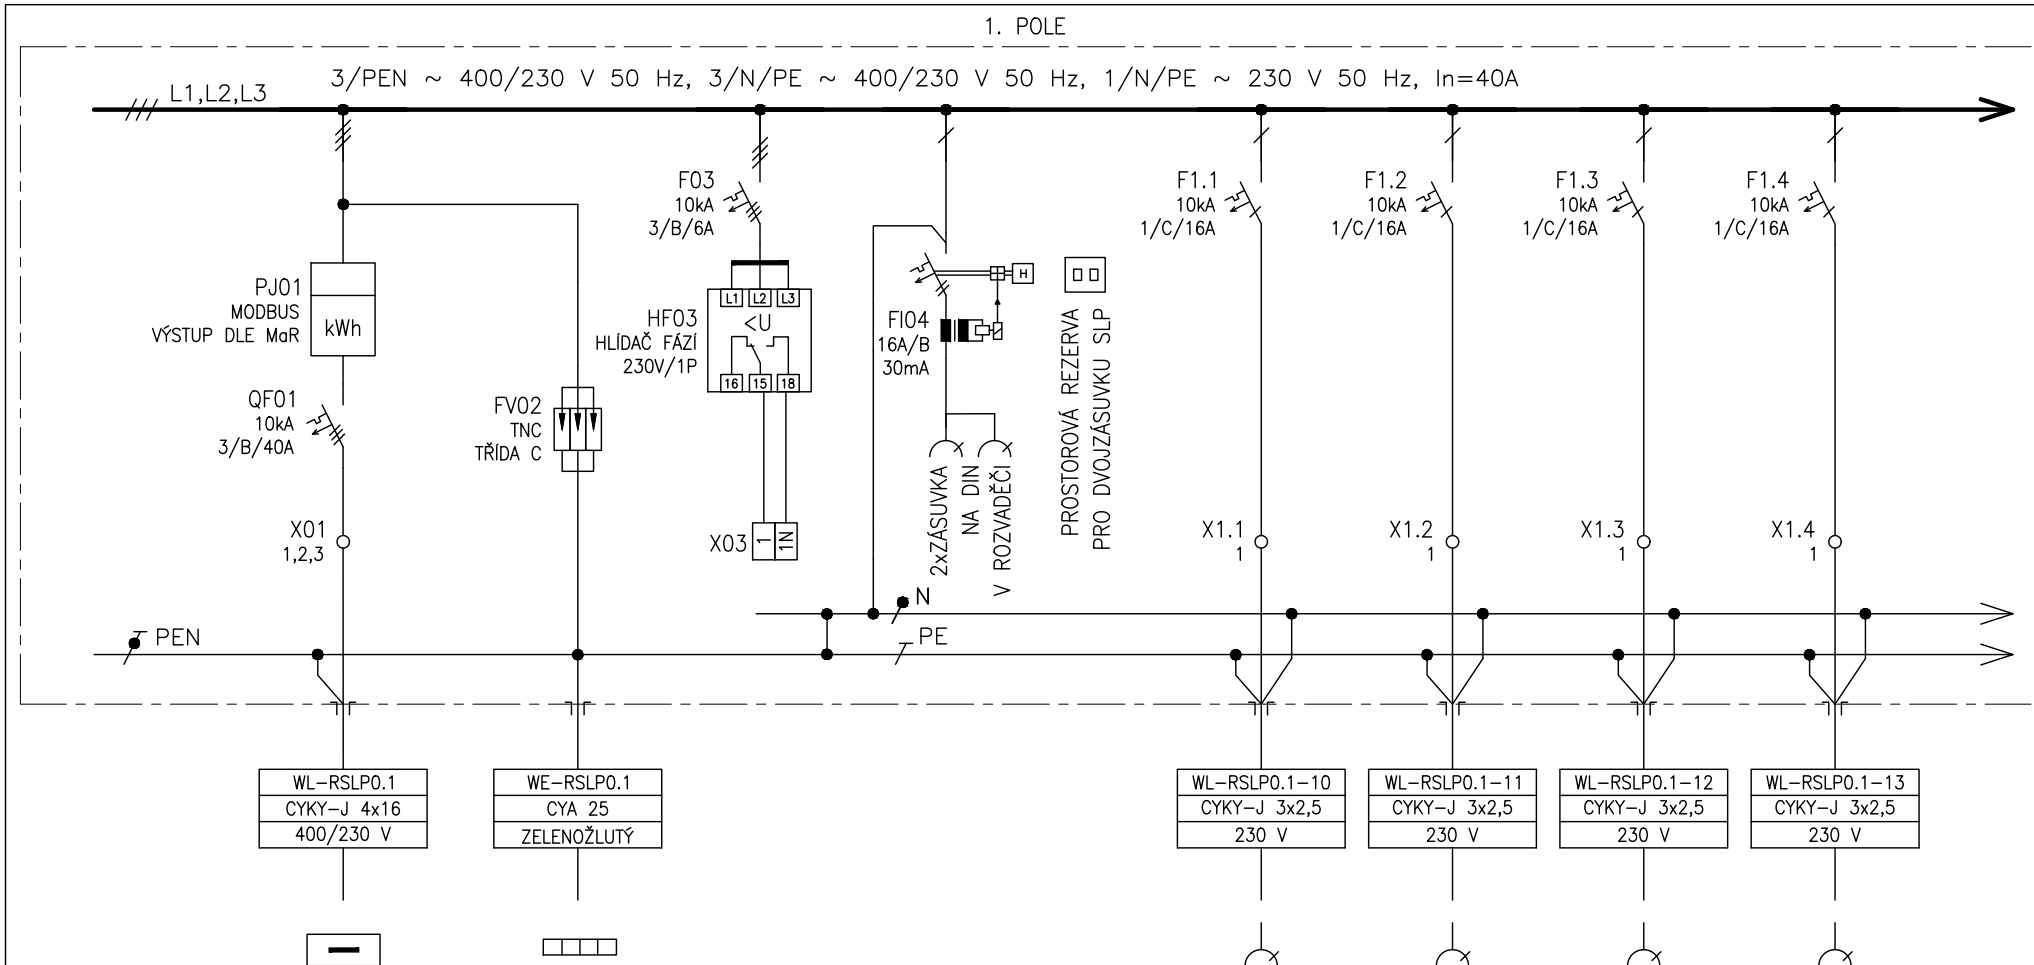 1. POLE
3/PEN ~ 400/230 V 50 Hz, 3/N/PE ~ 400/230 V 50 Hz, 1/N/PE ~ 230 V 50 Hz, In=40A
L1,L2,L3
PJ01
MODBUS
VÝSTUP DLE MaR
kWh
QF01
10kA
3/B/40A
X01
1,2,3
FV02
TNC
TŘÍDA C
F03
10kA
3/B/6A
HF03
HLÍDAČ FÁZÍ
230V/1P
L1 L2 L3
<U
16 15 18
X03
1
1N
FI04
16A/B
30mA
H
2xZÁSUVKA
NA DIN
V ROZVADĚČI
PROSTOROVÁ REZERVA
PRO DVOJZÁSUVKU SLP
F1.1
10kA
1/C/16A
X1.1
1
F1.2
10kA
1/C/16A
X1.2
1
F1.3
10kA
1/C/16A
X1.3
1
F1.4
10kA
1/C/16A
X1.4
1
N
PEN
PE
WL-RSLP0.1
CYKY-J 4x16
400/230 V
WE-RSLP0.1
CYA 25
ZELENOŽLUTÝ
WL-RSLP0.1-10
CYKY-J 3x2,5
230 V
WL-RSLP0.1-11
CYKY-J 3x2,5
230 V
WL-RSLP0.1-12
CYKY-J 3x2,5
230 V
WL-RSLP0.1-13
CYKY-J 3x2,5
230 V